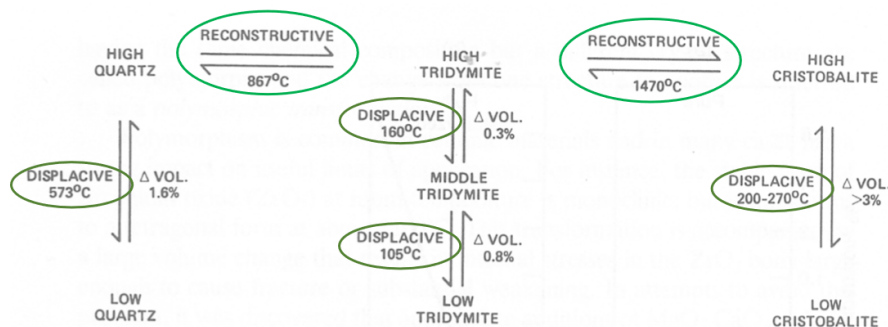 RECONSTRUCTIVE
867°C
RECONSTRUCTIVE
1470°C
HIGH
QUARTZ
HIGH
TRIDYMITE
HIGH
CRISTOBALITE
DISPLACIVE
160°C
Δ VOL.
0.3%
DISPLACIVE
573°C
Δ VOL.
1.6%
MIDDLE
TRIDYMITE
DISPLACIVE
200-270°C
Δ VOL.
>3%
DISPLACIVE
105°C
Δ VOL.
0.8%
LOW
QUARTZ
LOW
TRIDYMITE
LOW
CRISTOBALITE